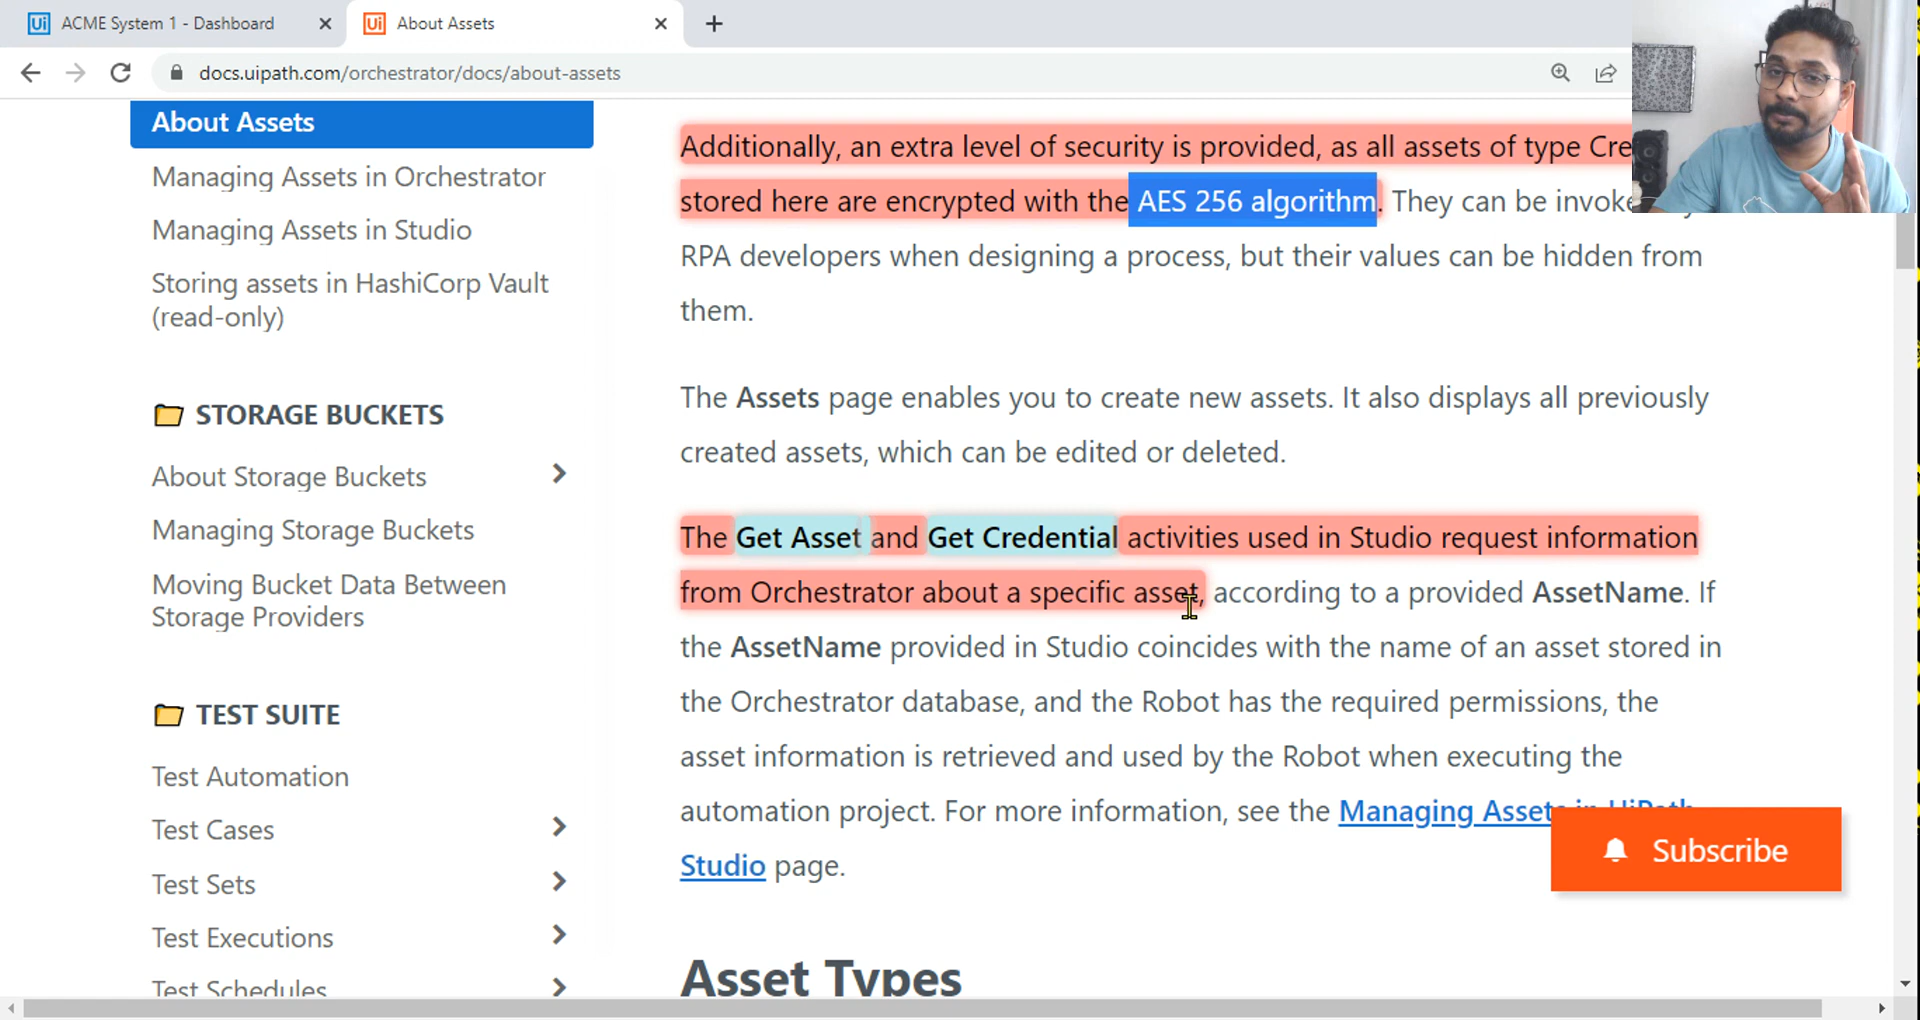 Ui ACME System 1 - Dashboard
Ui About Assets
docs.uipath.com/orchestrator/docs/about-assets
About Assets
Managing Assets in Orchestrator
Managing Assets in Studio
Storing assets in HashiCorp Vault
(read-only)
STORAGE BUCKETS
About Storage Buckets
Managing Storage Buckets
Moving Bucket Data Between
Storage Providers
TEST SUITE
Test Automation
Test Cases
Test Sets
Test Executions
Test Schedules
Additionally, an extra level of security is provided, as all assets of type Cre
stored here are encrypted with the AES 256 algorithm. They can be invoke
RPA developers when designing a process, but their values can be hidden from
them.
The Assets page enables you to create new assets. It also displays all previously
created assets, which can be edited or deleted.
The Get Asset and Get Credential activities used in Studio request information
from Orchestrator about a specific asset, according to a provided AssetName. If
the AssetName provided in Studio coincides with the name of an asset stored in
the Orchestrator database, and the Robot has the required permissions, the
asset information is retrieved and used by the Robot when executing the
automation project. For more information, see the Managing Assets in UiPath
Studio page.
Subscribe
Asset Types